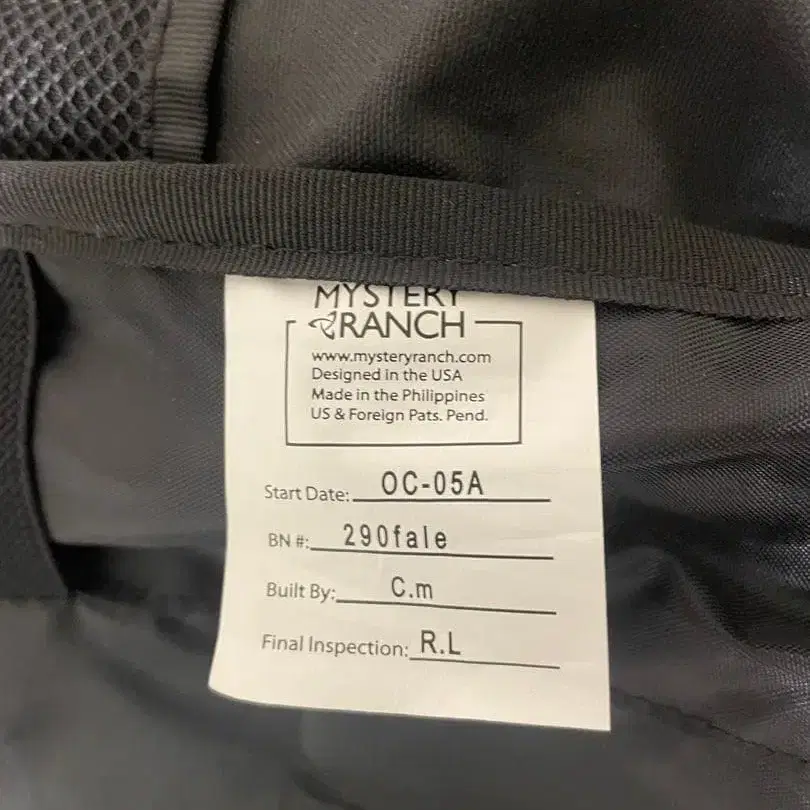 MYSTERY
RANCH
www.mysteryranch.com
Designed in the USA
Made in the Philippines
US & Foreign Pats. Pend.
Start Date: OC-05A
BN #: 290fale
Built By: C.m
Final Inspection: R.L